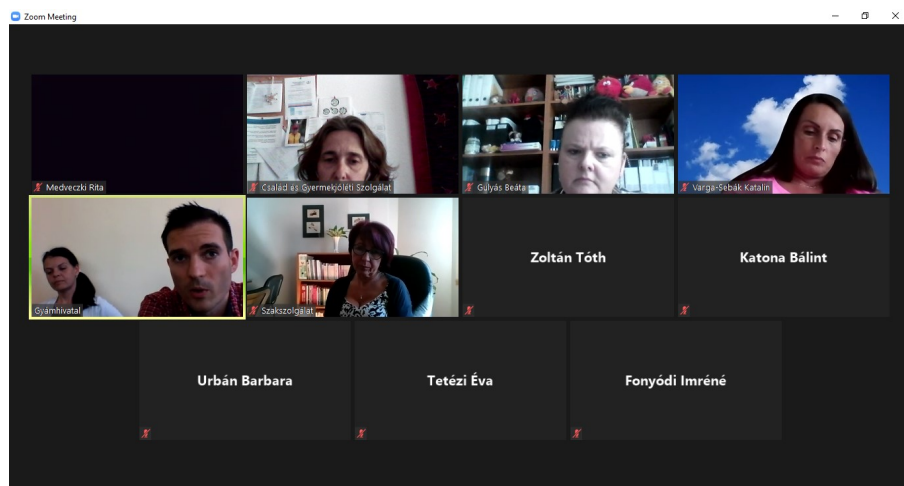 Zoom Meeting
Medveczki Rita
Család és Gyermekjóléti Szolgálat
Gulyás Beáta
Varga-Sebák Katalin
Gyámhivatal
Szakszolgálat
Zoltán Tóth
Katona Bálint
Urbán Barbara
Tetézi Éva
Fonyódi Imréné